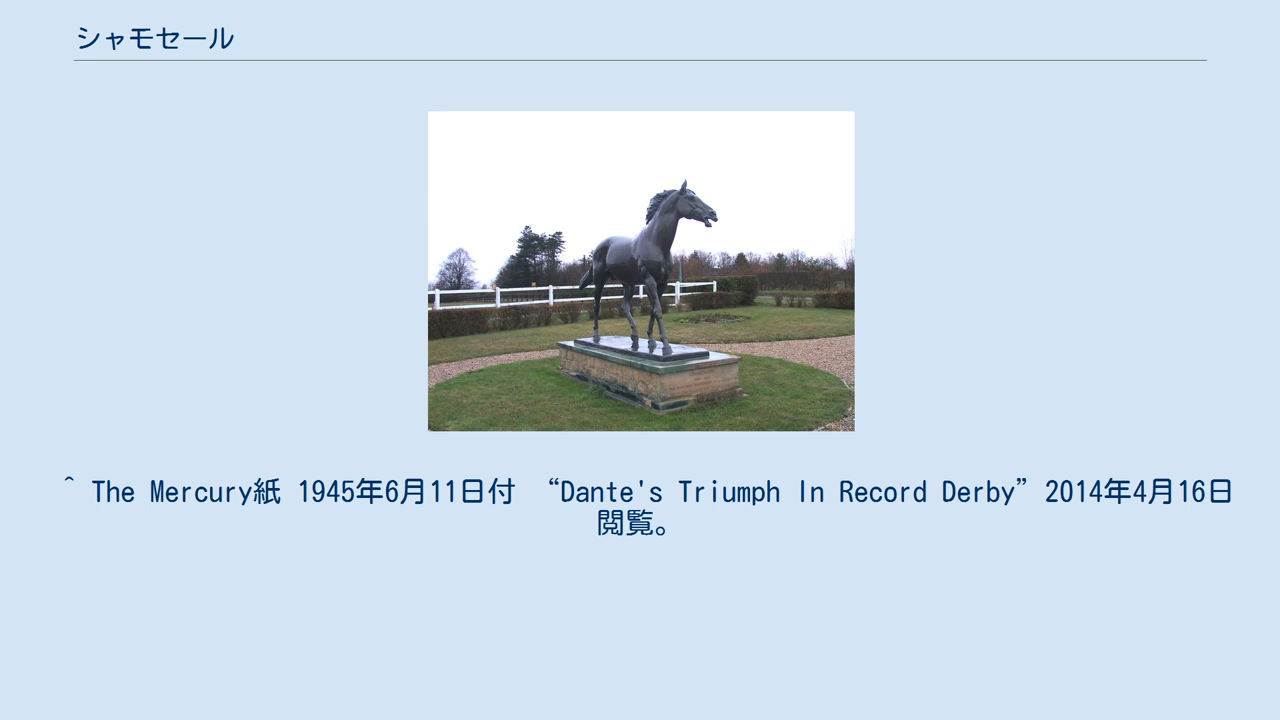 シャモセール
^ The Mercury紙 1945年6月11日付 “Dante's Triumph In Record Derby”2014年4月16日
閲覧。